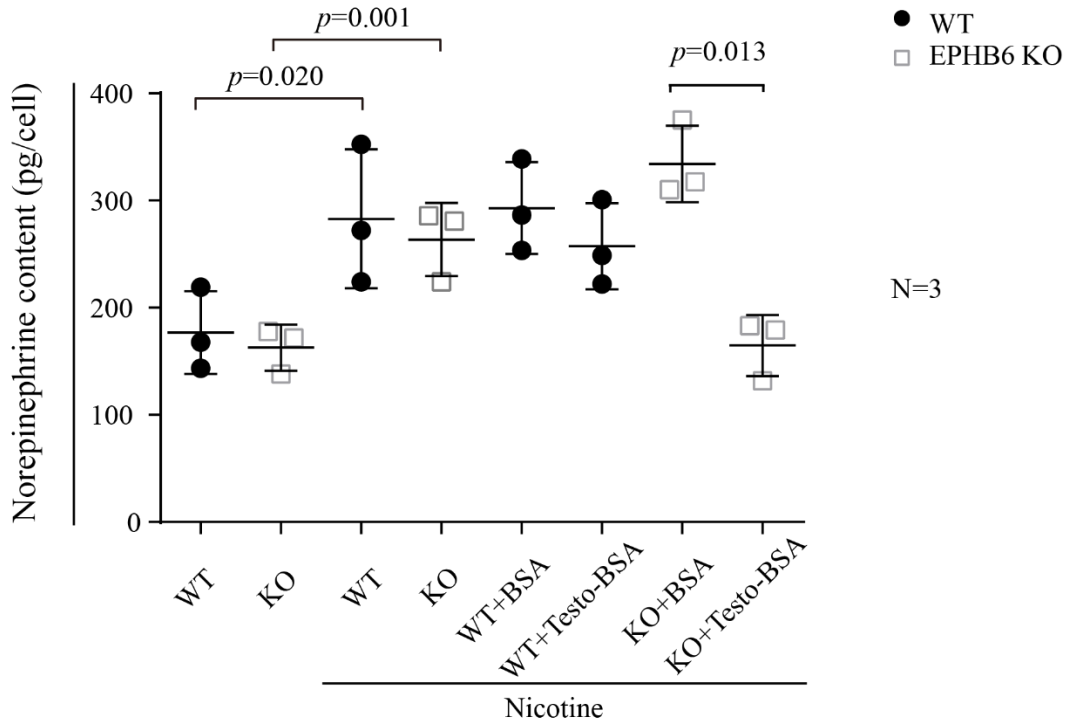 p=0.001
p=0.020
p=0.013
WT
EPHB6 KO
N=3
Norepinephrine content (pg/cell)
400
300
200
100
0
WT
KO
WT
KO
WT+BSA
WT+Testo-BSA
KO+BSA
KO+Testo-BSA
Nicotine